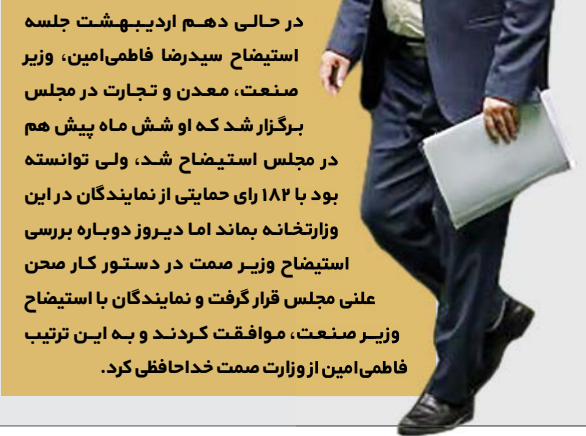 در حالی دهم اردیبهشت جلسه
استیضاح سیدرضا فاطمی‌امین، وزیر
صنعت، معدن و تجارت در مجلس
برگزار شد که او شش ماه پیش هم
در مجلس استیضاح شد، ولی توانسته
بود با ۱۸۲ رای حمایتی از نمایندگان در این
وزارتخانه بماند اما دیروز دوباره بررسی
استیضاح وزیر صمت در دستور کار صحن
علنی مجلس قرار گرفت و نمایندگان با استیضاح
وزیر صنعت، موافقت کردند و به این ترتیب
فاطمی‌امین از وزارت صمت خداحافظی کرد.